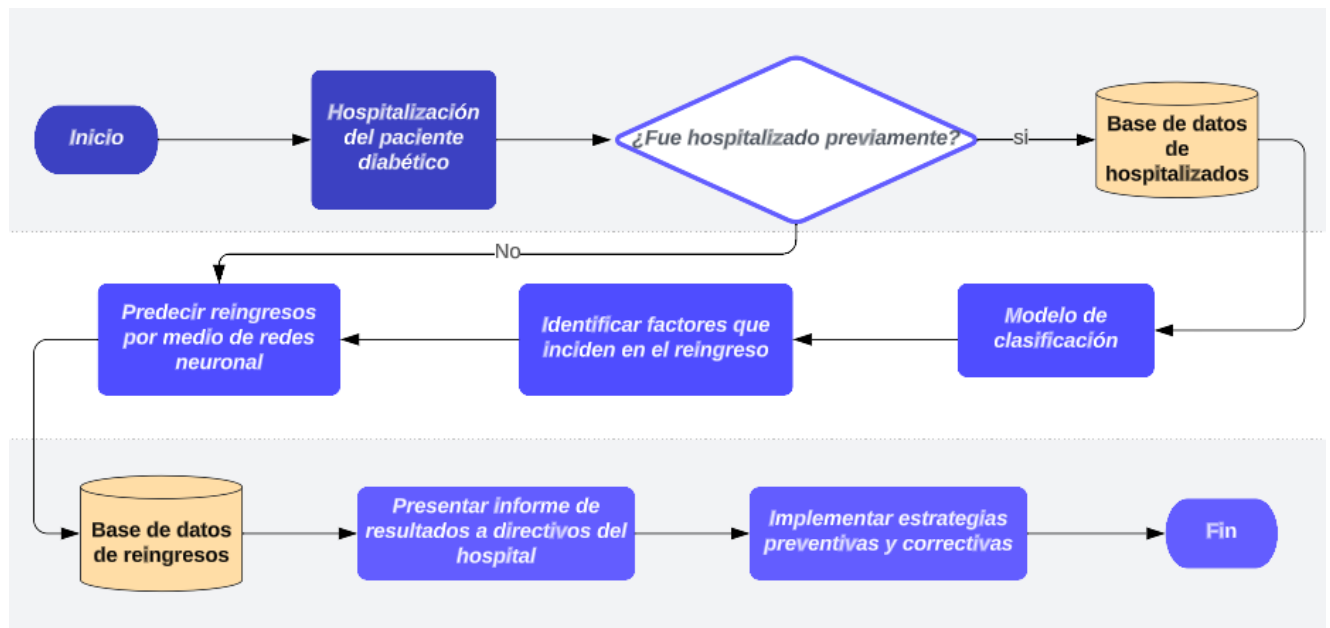 Inicio
Hospitalización
del paciente
diabético
¿Fue hospitalizado previamente?
si
Base de datos
de
hospitalizados
No
Predecir reingresos
por medio de redes
neuronal
Identificar factores que
inciden en el reingreso
Modelo de
clasificación
Base de datos
de reingresos
Presentar informe de
resultados a directivos del
hospital
Implementar estrategias
preventivas y correctivas
Fin